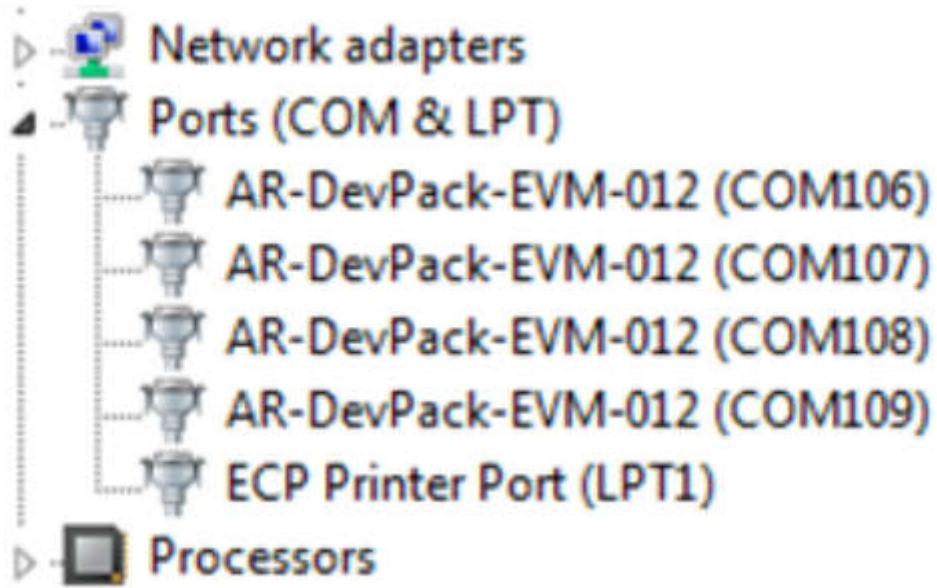 Network adapters
Ports (COM & LPT)
AR-DevPack-EVM-012 (COM106)
AR-DevPack-EVM-012 (COM107)
AR-DevPack-EVM-012 (COM108)
AR-DevPack-EVM-012 (COM109)
ECP Printer Port (LPT1)
Processors